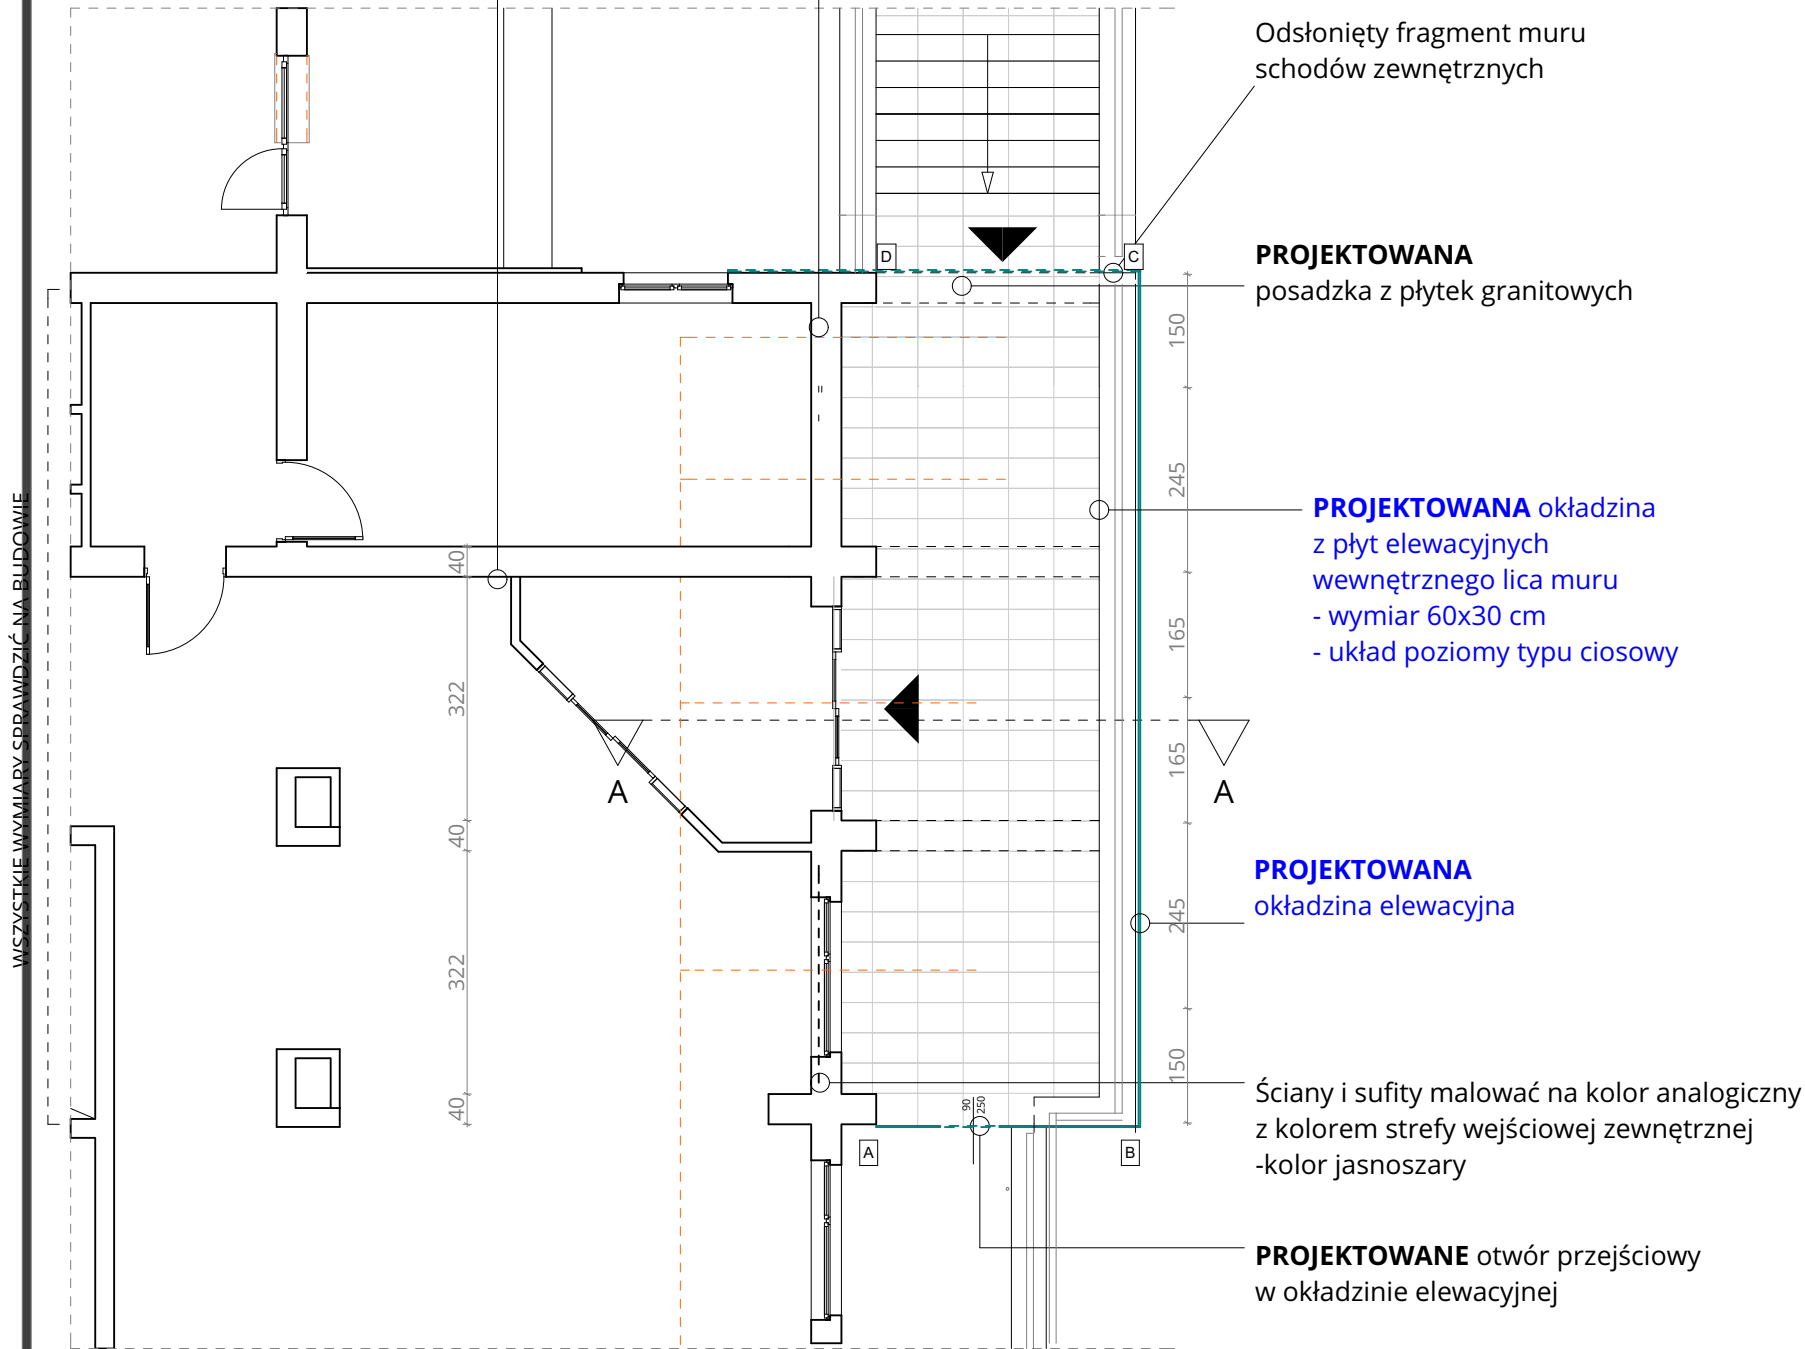 Odsłonięty fragment muru
schodów zewnętrznych
D
C
PROJEKTOWANA
posadzka z płytek granitowych
150
245
PROJEKTOWANA okładzina
z płyt elewacyjnych
wewnętrznego lica muru
- wymiar 60x30 cm
- układ poziomy typu ciosowy
WSZYSTKIE WYMIARY SPRAWDZIĆ NA BUDOWIE
40
322
165
165
A
A
40
PROJEKTOWANA
okładzina elewacyjna
245
322
150
40
90
250
Ściany i sufity malować na kolor analogiczny
z kolorem strefy wejściowej zewnętrznej
-kolor jasnoszary
A
B
PROJEKTOWANE otwór przejściowy
w okładzinie elewacyjnej